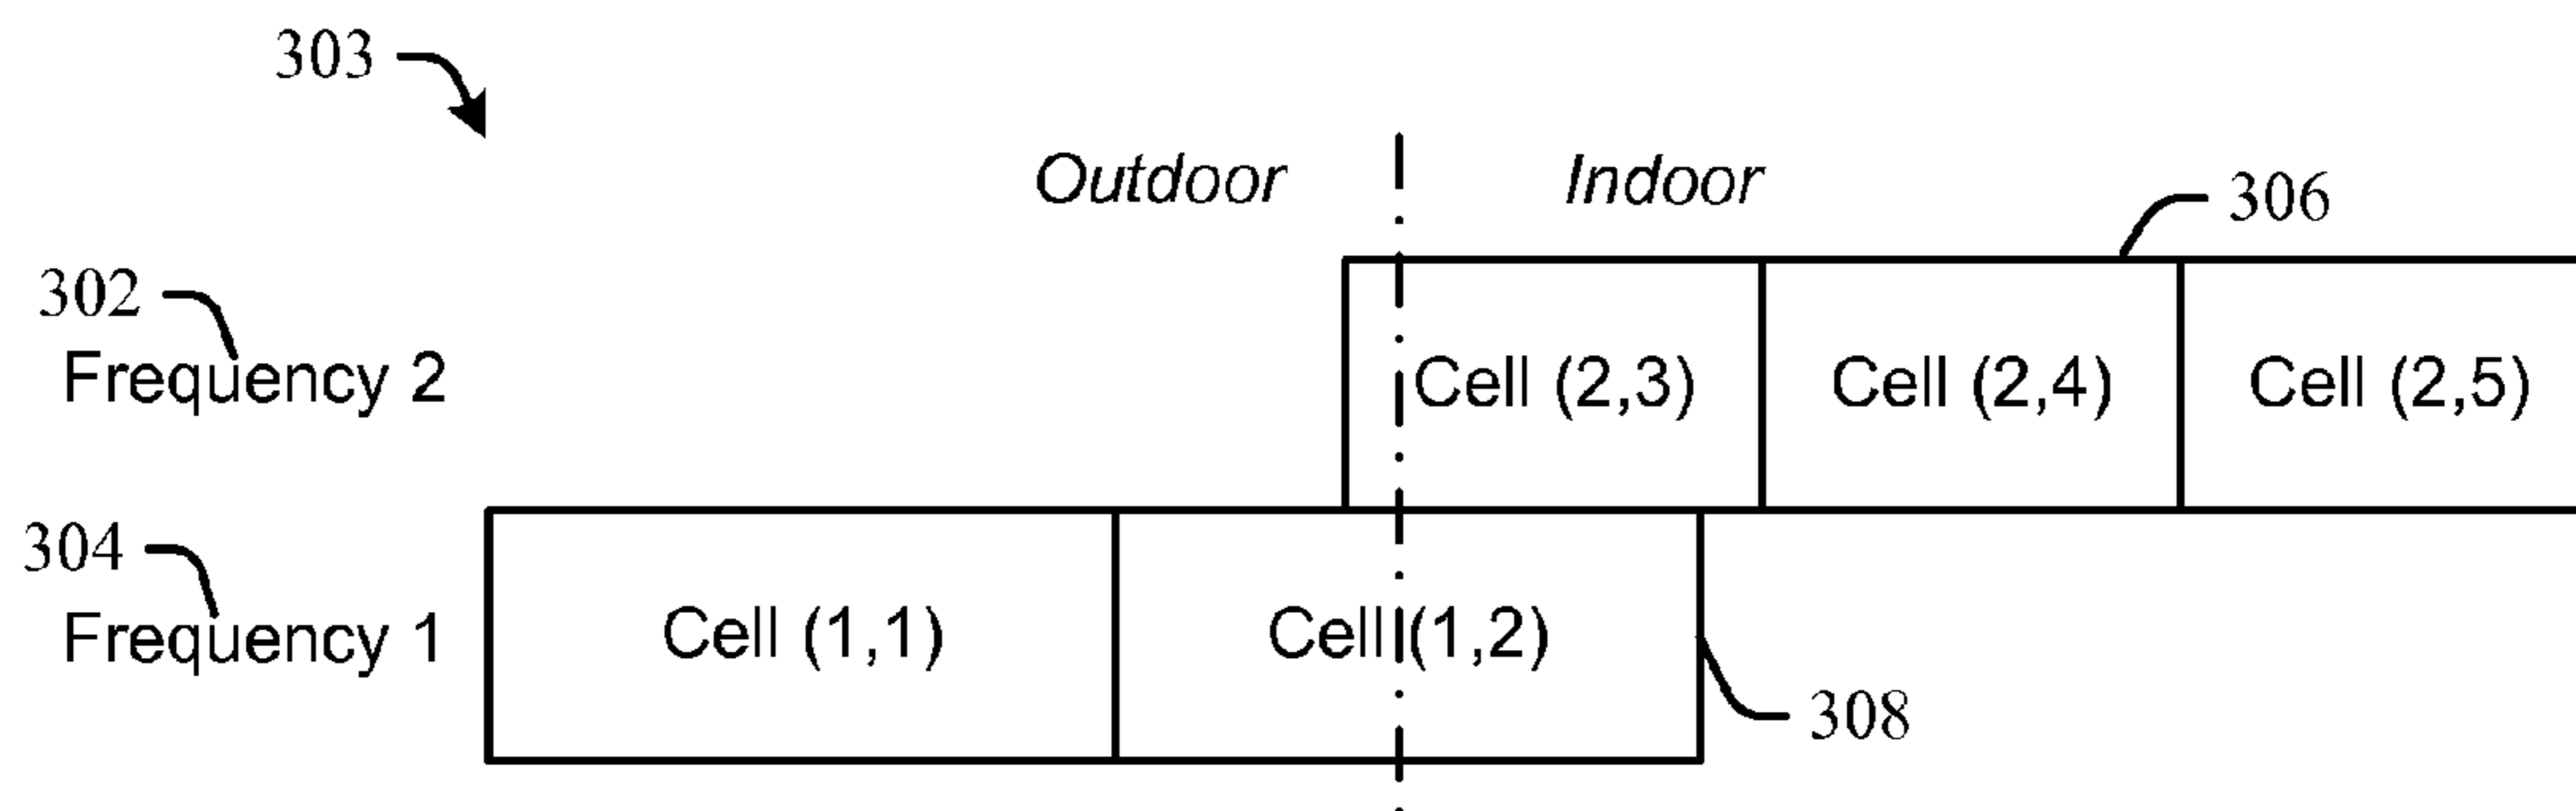 303
Outdoor Indoor
306
302
Frequency 2 Cell (2,3) Cell (2,4) Cell (2,5)
304
Frequency 1 Cell (1,1) Cell (1,2)
308